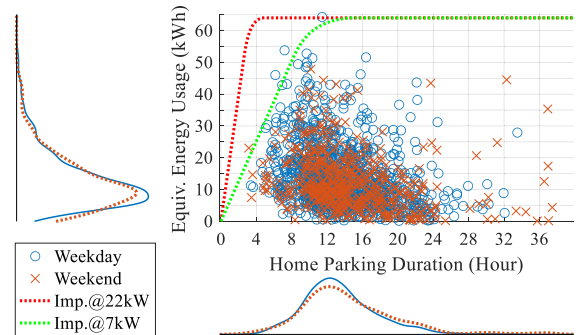 Equiv. Energy Usage (kWh)
60
50
40
30
20
10
0
0 4 8 12 16 20 24 28 32 36
Home Parking Duration (Hour)
Weekday
Weekend
Imp.@22kW
Imp.@7kW